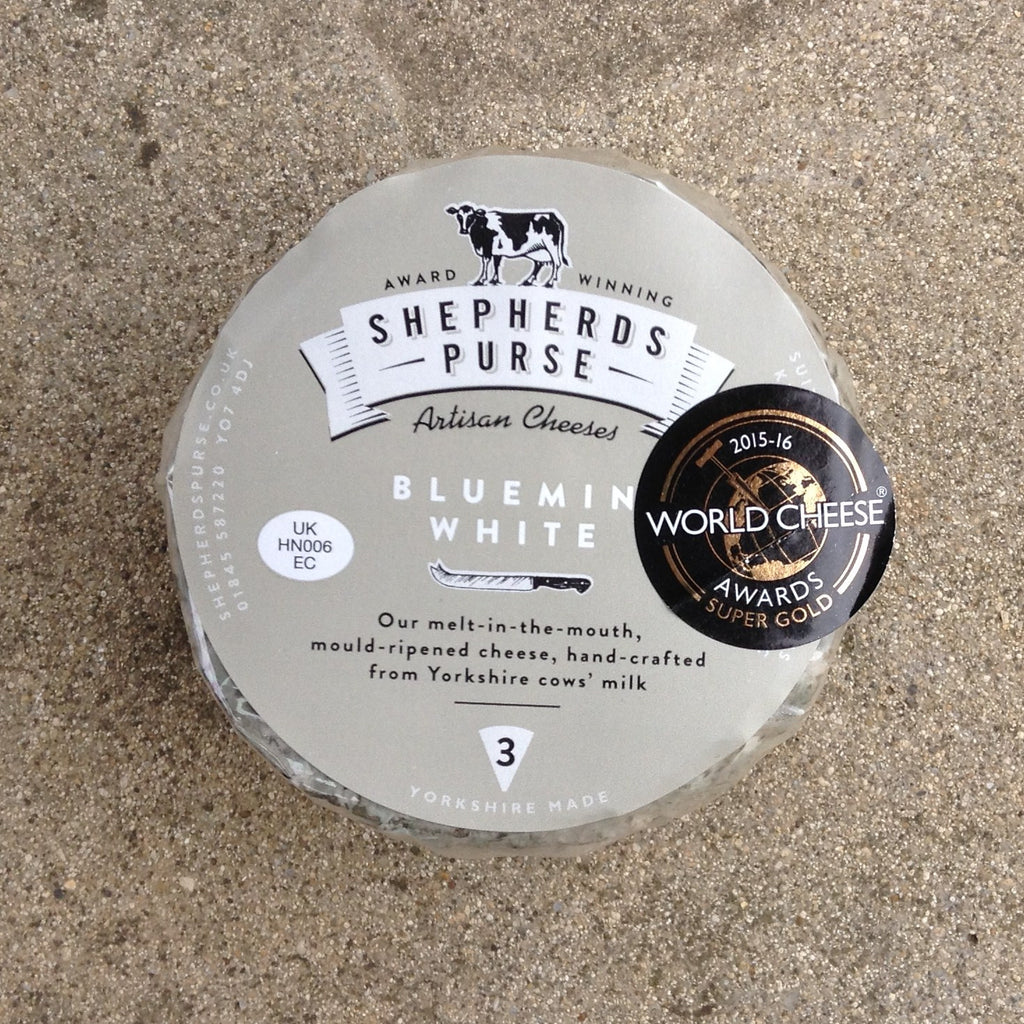 AWARD WINNING
SHEPHERDS
PURSE
Artisan Cheeses
BLUEMIN
WHITE
Our melt-in-the-mouth,
mould-ripened cheese, hand-crafted
from Yorkshire cows' milk
3
YORKSHIRE MADE
SHEPHERDSPURSE.CO.UK
01845 587220 YO7 4DJ
UK
HN006
EC
2015-16
WORLD CHEESE®
AWARDS
SUPER GOLD